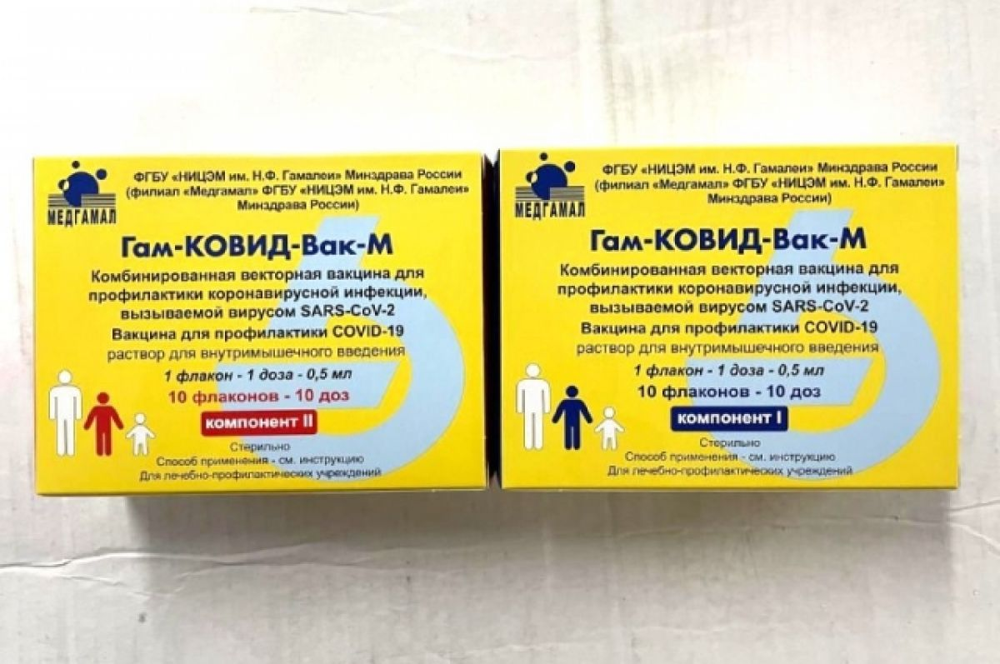 МЕДГАМАЛ
ФГБУ «НИЦЭМ им. Н.Ф. Гамалеи» Минздрава России
(филиал «Медгамал» ФГБУ «НИЦЭМ им. Н.Ф. Гамалеи»
Минздрава России)
Гам-КОВИД-Вак-М
Комбинированная векторная вакцина для
профилактики коронавирусной инфекции,
вызываемой вирусом SARS-CoV-2
Вакцина для профилактики COVID-19
раствор для внутримышечного введения
1 флакон - 1 доза - 0,5 мл
10 флаконов - 10 доз
компонент II
Стерильно
Способ применения - см. инструкцию
Для лечебно-профилактических учреждений
МЕДГАМАЛ
ФГБУ «НИЦЭМ им. Н.Ф. Гамалеи» Минздрава России
(филиал «Медгамал» ФГБУ «НИЦЭМ им. Н.Ф. Гамалеи»
Минздрава России)
Гам-КОВИД-Вак-М
Комбинированная векторная вакцина для
профилактики коронавирусной инфекции,
вызываемой вирусом SARS-CoV-2
Вакцина для профилактики COVID-19
раствор для внутримышечного введения
1 флакон - 1 доза - 0,5 мл
10 флаконов - 10 доз
компонент I
Стерильно
Способ применения - см. инструкцию
Для лечебно-профилактических учреждений